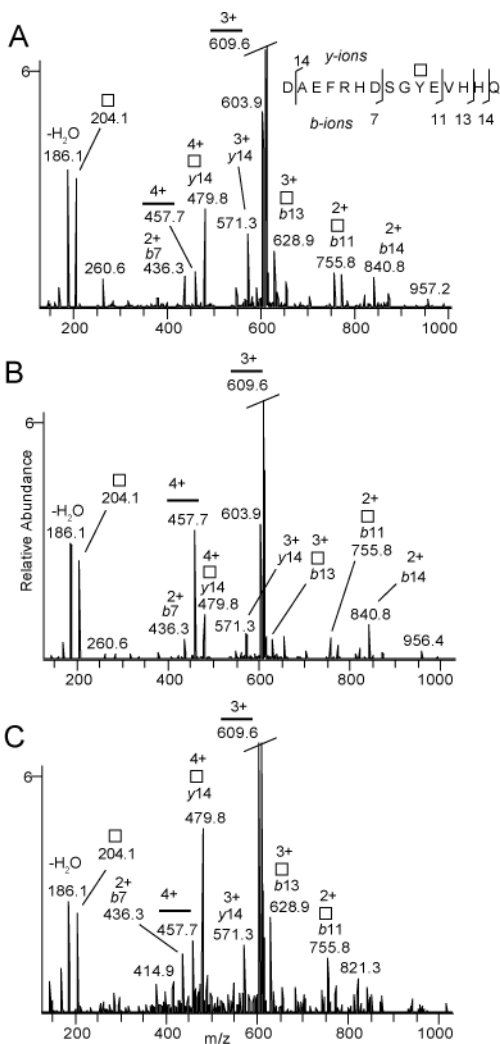 A
3+
609.6
14
y-ions
DAEFRHDSGYEVHHQ
b-ions
7
11
13
14
6
204.1
-H₂O
186.1
603.9
4+
y14
479.8
3+
y14
571.3
4+
457.7
2+
b7
436.3
260.6
3+
b13
628.9
2+
b11
755.8
2+
b14
840.8
957.2
200
400
600
800
1000
B
3+
609.6
6
Relative Abundance
204.1
-H₂O
186.1
260.6
4+
457.7
2+
b7
436.3
4+
y14
479.8
603.9
3+
y14
571.3
3+
b13
2+
b11
755.8
2+
b14
840.8
956.4
200
400
600
800
1000
C
3+
609.6
6
4+
y14
479.8
204.1
-H₂O
186.1
2+
b7
436.3
4+
457.7
414.9
3+
y14
571.3
3+
b13
628.9
2+
b11
755.8
821.3
200
400
600
800
1000
m/z